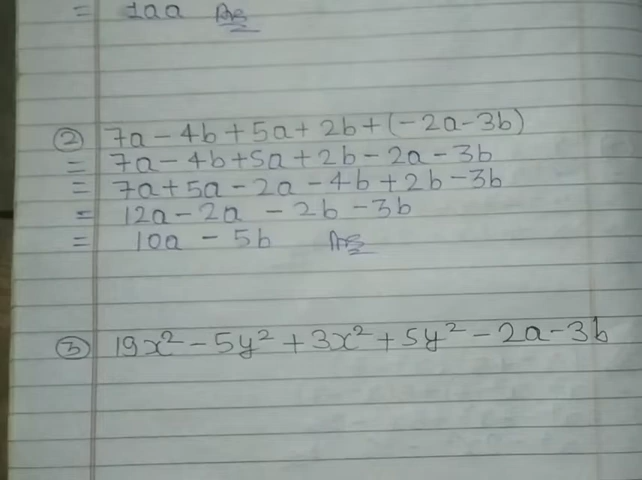 = 1aa Ans
② 7a - 4b + 5a + 2b + (-2a - 3b)
= 7a - 4b + 5a + 2b - 2a - 3b
= 7a + 5a - 2a - 4b + 2b - 3b
= 12a - 2a - 2b - 3b
= 10a - 5b Ans
③ 19x² - 5y² + 3x² + 5y² - 2a - 3b